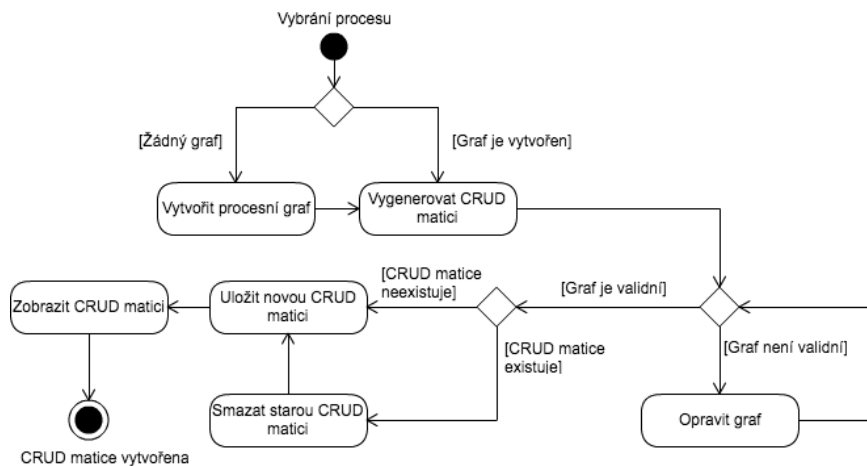 Vybrání procesu
[Žádný graf]
[Graf je vytvořen]
Vytvořit procesní graf
Vygenerovat CRUD
matici
[CRUD matice
neexistuje]
[Graf je validní]
Zobrazit CRUD matici
Uložit novou CRUD
matici
[CRUD matice
existuje]
[Graf není validní]
Smazat starou CRUD
matici
Opravit graf
CRUD matice vytvořena